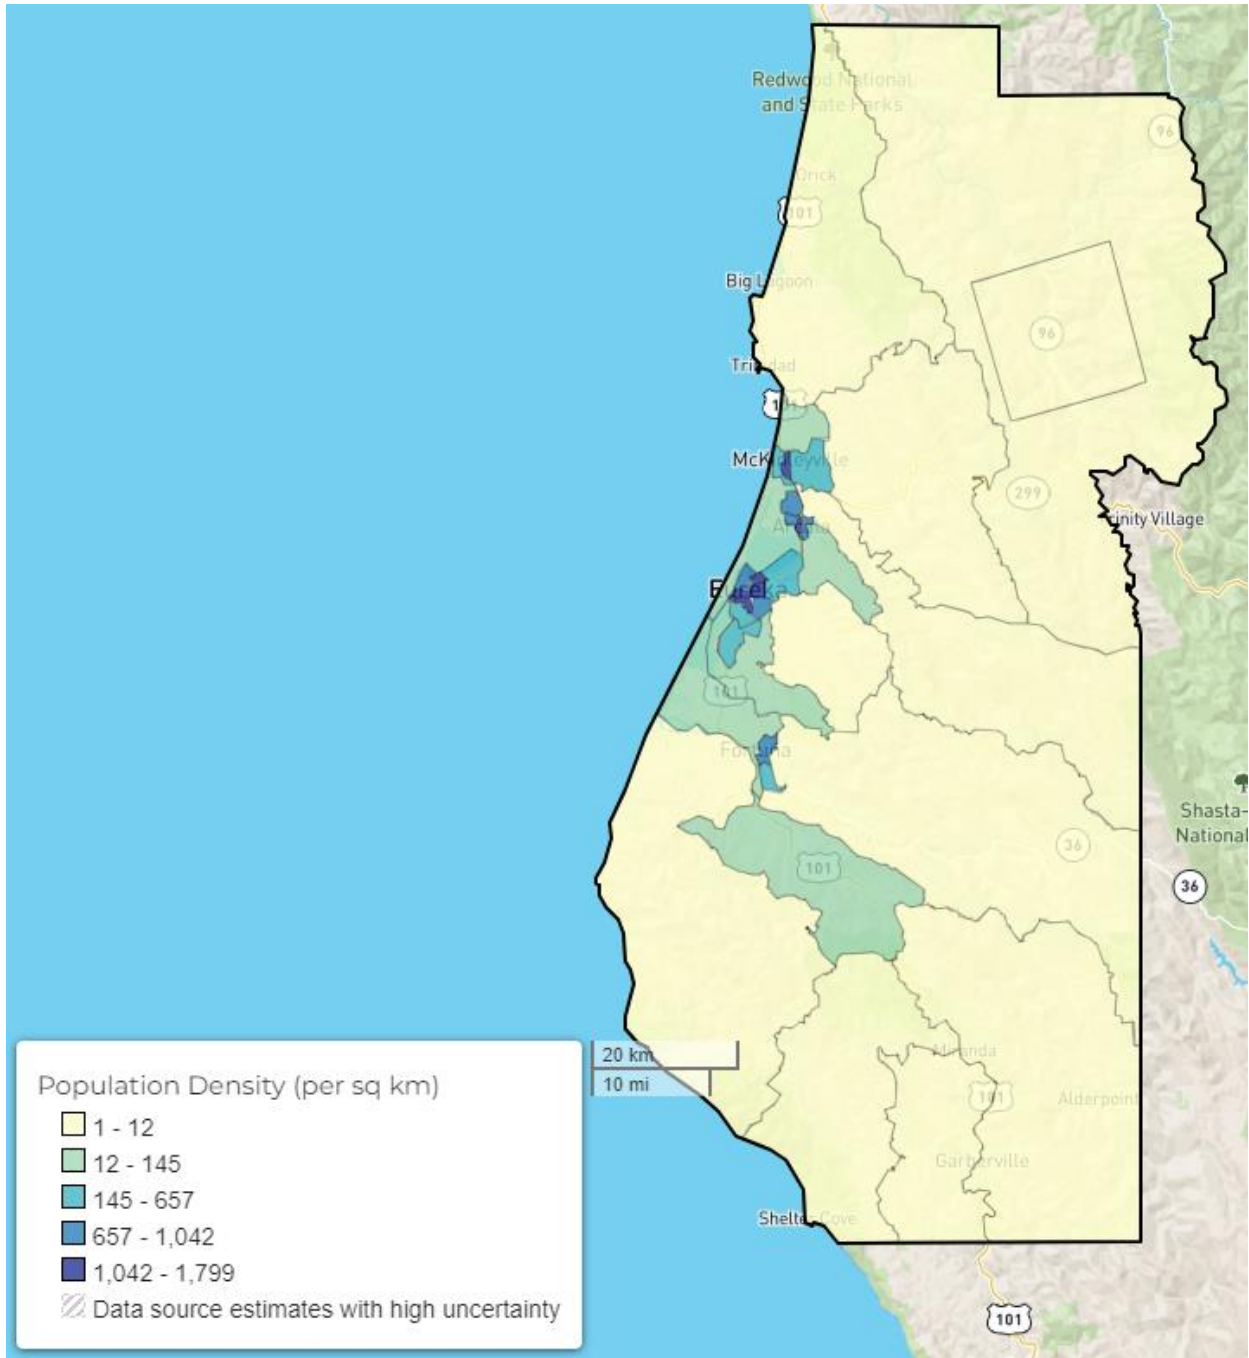 Redwood National
and State Parks
96
Orick
101
Big Lagoon
96
Trinidad
101
McKinleyville
299
Trinity Village
Arcata
Eureka
101
Fortuna
Shasta-
National
36
101
36
20 km
10 mi
Miranda
101
Alderpoint
Garberville
Shelter Cove
101
Population Density (per sq km)
1 - 12
12 - 145
145 - 657
657 - 1,042
1,042 - 1,799
Data source estimates with high uncertainty